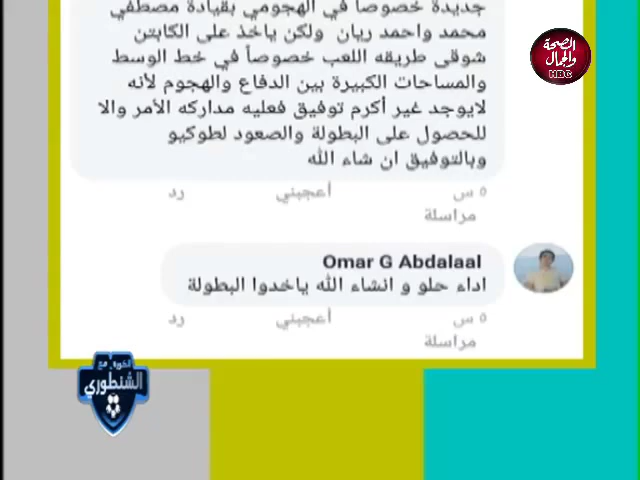 جديدة خصوصاً في الهجومي بقيادة مصطفي
محمد واحمد ريان ولكن ياخذ على الكابتن
شوقى طريقه اللعب خصوصاً في خط الوسط
والمساحات الكبيرة بين الدفاع والهجوم لأنه
لايوجد غير أكرم توفيق فعليه مداركه الأمر والا
للحصول على البطولة والصعود لطوكيو
وبالتوفيق ان شاء الله
٥ س أعجبني رد
مراسلة
Omar G Abdalaal
اداء حلو و انشاء الله ياخدوا البطولة
٥ س أعجبني رد
مراسلة
الصحة
والجمال
HBC
الكورة مع
الشنطوري